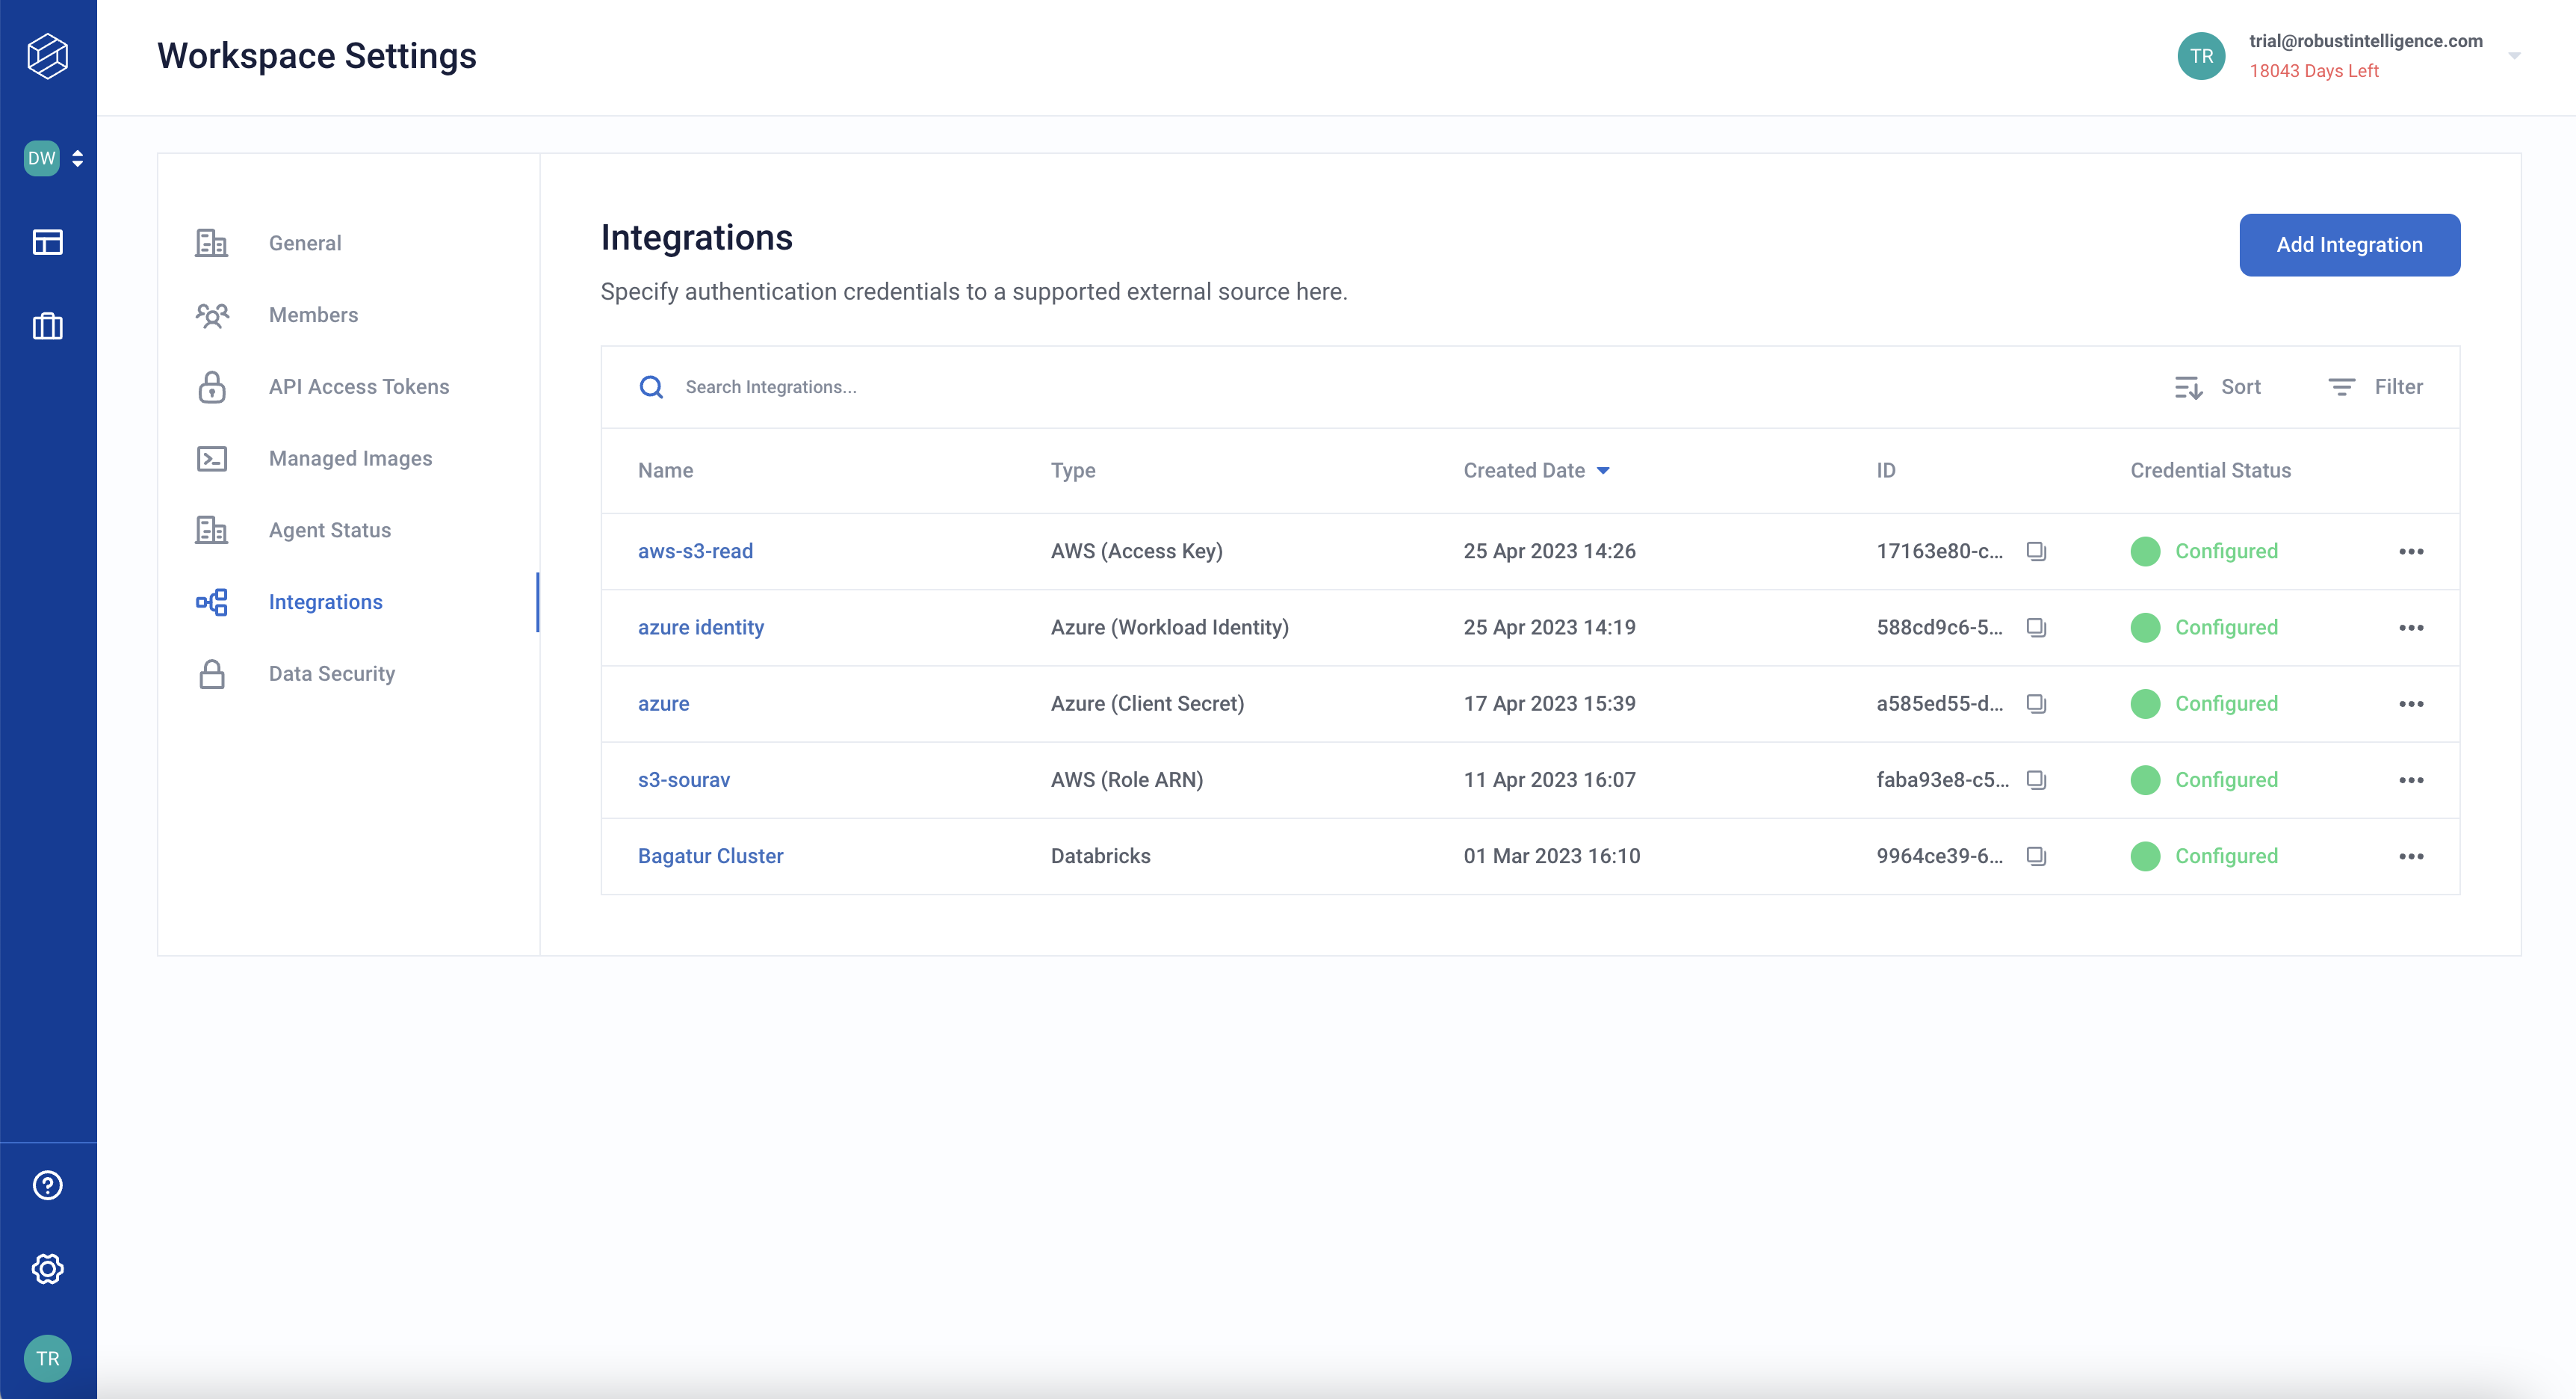 Workspace Settings
TR
trial@robustintelligence.com
18043 Days Left
DW
General
Members
API Access Tokens
Managed Images
Agent Status
Integrations
Data Security
Integrations
Add Integration
Specify authentication credentials to a supported external source here.
Search Integrations...
Sort
Filter
Name Type Created Date ID Credential Status
aws-s3-read AWS (Access Key) 25 Apr 2023 14:26 17163e80-c... Configured
azure identity Azure (Workload Identity) 25 Apr 2023 14:19 588cd9c6-5... Configured
azure Azure (Client Secret) 17 Apr 2023 15:39 a585ed55-d... Configured
s3-sourav AWS (Role ARN) 11 Apr 2023 16:07 faba93e8-c5... Configured
Bagatur Cluster Databricks 01 Mar 2023 16:10 9964ce39-6... Configured
TR